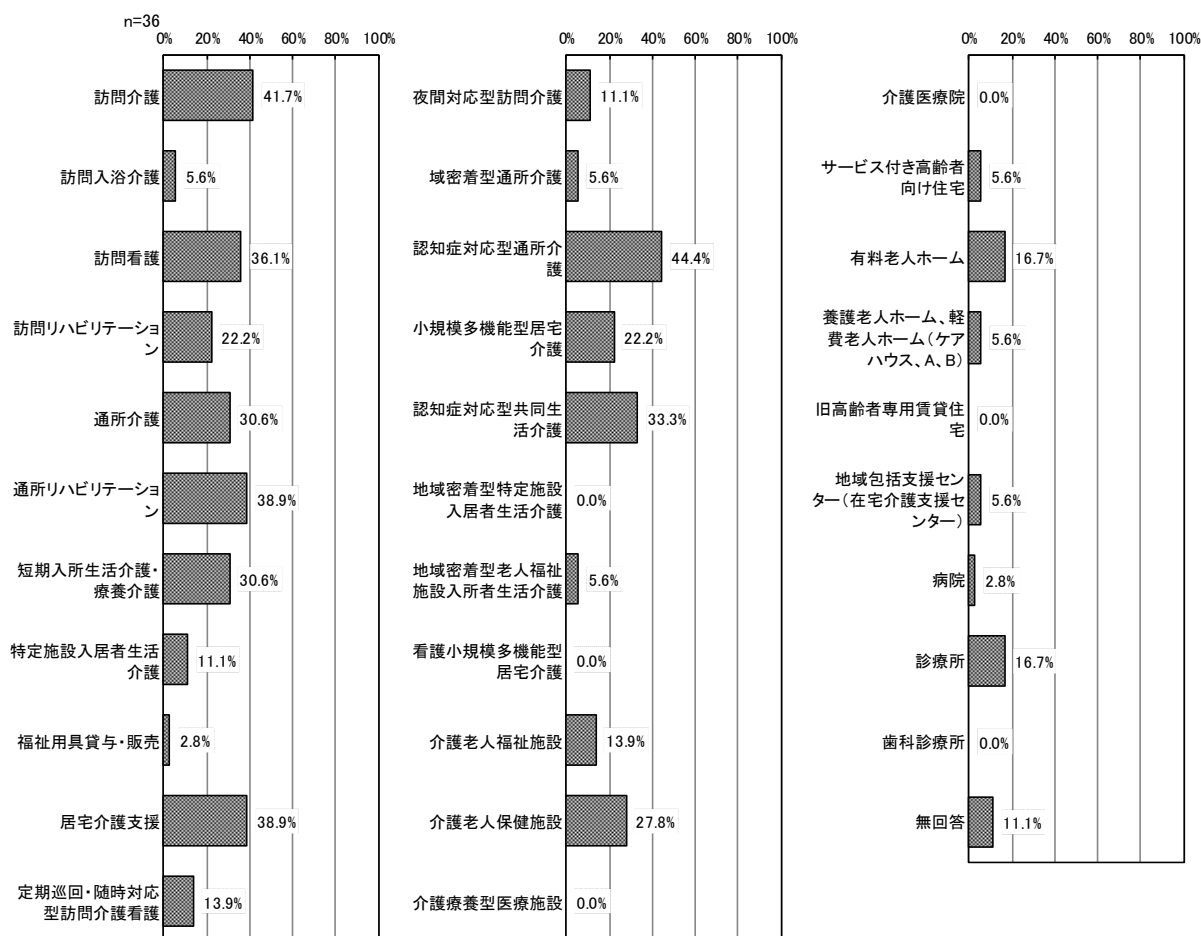 n=36
0% 20% 40% 60% 80% 100%
訪問介護
41.7%
訪問入浴介護
5.6%
訪問看護
36.1%
訪問リハビリテーショ
ン
22.2%
通所介護
30.6%
通所リハビリテーショ
ン
38.9%
短期入所生活介護・
療養介護
30.6%
特定施設入居者生活
介護
11.1%
福祉用具貸与・販売
2.8%
居宅介護支援
38.9%
定期巡回・随時対応
型訪問介護看護
13.9%
0% 20% 40% 60% 80% 100%
夜間対応型訪問介護
11.1%
域密着型通所介護
5.6%
認知症対応型通所介
護
44.4%
小規模多機能型居宅
介護
22.2%
認知症対応型共同生
活介護
33.3%
地域密着型特定施設
入居者生活介護
0.0%
地域密着型老人福祉
施設入所者生活介護
5.6%
看護小規模多機能型
居宅介護
0.0%
介護老人福祉施設
13.9%
介護老人保健施設
27.8%
介護療養型医療施設
0.0%
0% 20% 40% 60% 80% 100%
介護医療院
0.0%
サービス付き高齢者
向け住宅
5.6%
有料老人ホーム
16.7%
養護老人ホーム、軽
費老人ホーム(ケア
ハウス、A、B)
5.6%
旧高齢者専用賃貸住
宅
0.0%
地域包括支援セン
ター(在宅介護支援セ
ンター)
5.6%
病院
2.8%
診療所
16.7%
歯科診療所
0.0%
無回答
11.1%